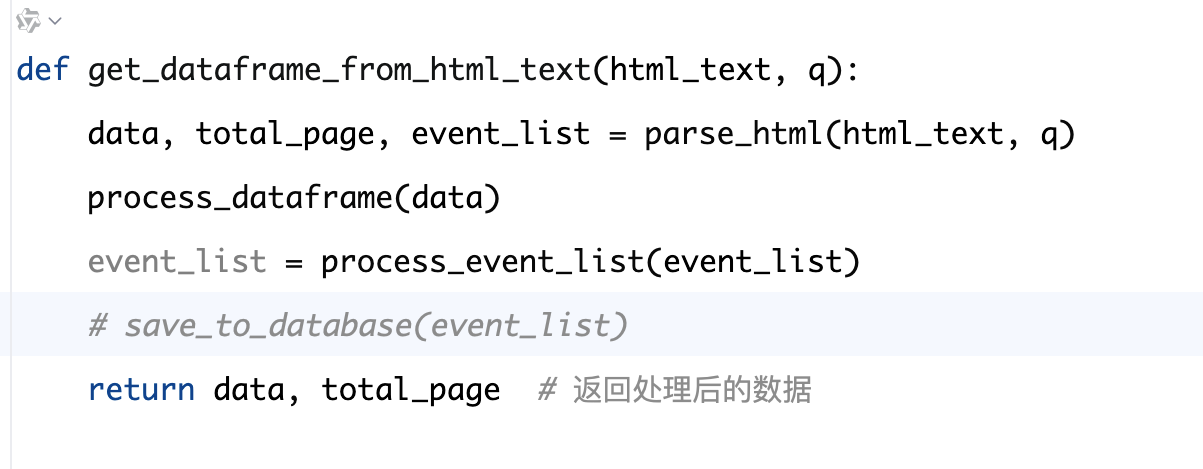 def get_dataframe_from_html_text(html_text, q):
    data, total_page, event_list = parse_html(html_text, q)
    process_dataframe(data)
    event_list = process_event_list(event_list)
    # save_to_database(event_list)
    return data, total_page  # 返回处理后的数据